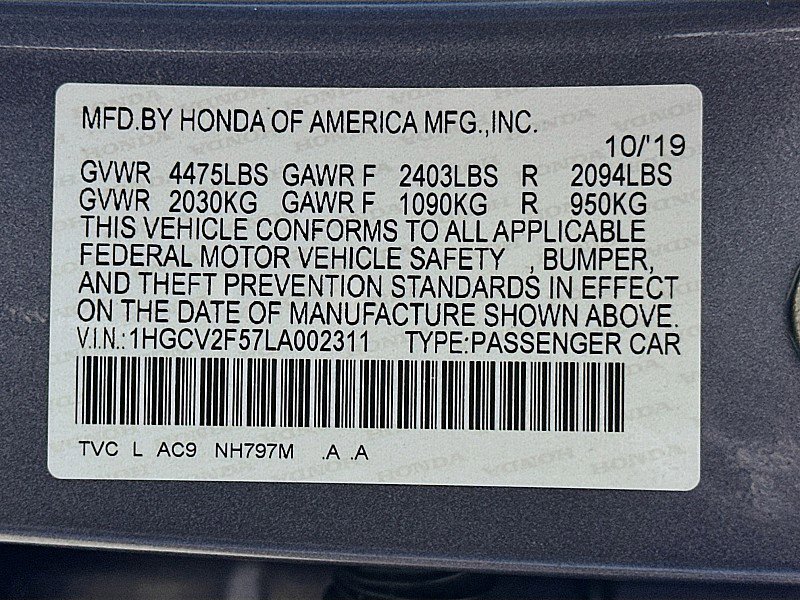 MFD.BY HONDA OF AMERICA MFG.,INC.
10/'19
GVWR 4475LBS GAWR F 2403LBS R 2094LBS
GVWR 2030KG GAWR F 1090KG R 950KG
THIS VEHICLE CONFORMS TO ALL APPLICABLE
FEDERAL MOTOR VEHICLE SAFETY , BUMPER,
AND THEFT PREVENTION STANDARDS IN EFFECT
ON THE DATE OF MANUFACTURE SHOWN ABOVE.
V.I.N.:1HGCV2F57LA002311 TYPE:PASSENGER CAR
TVC L AC9 NH797M .A .A